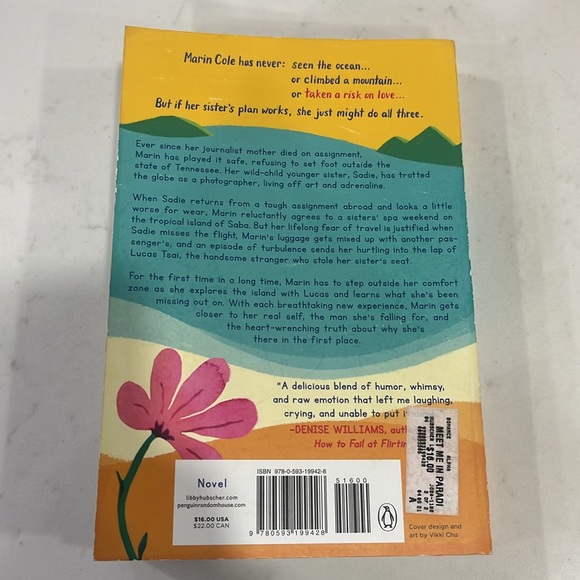 Marin Cole has never: seen the ocean...
or climbed a mountain...
or taken a risk on love...
But if her sister's plan works, she just might do all three.
Ever since her journalist mother died on assignment,
Marin has played it safe, refusing to set foot outside the
state of Tennessee. Her wild-child younger sister, Sadie, has trotted
the globe as a photographer, living off art and adrenaline.
When Sadie returns from a tough assignment abroad and looks a little
worse for wear, Marin reluctantly agrees to a sisters' spa weekend on
the tropical island of Saba. But her lifelong fear of travel is justified when
Sadie misses the flight, Marin's luggage gets mixed up with another pas-
senger's, and an episode of turbulence sends her hurtling into the lap of
Lucas Tsai, the handsome stranger who stole her sister's seat.
For the first time in a long time, Marin has to step outside her comfort
zone as she explores the island with Lucas and learns what she's been
missing out on. With each breathtaking new experience, Marin gets
closer to her real self, the man she's falling for, and
the heart-wrenching truth about why she's
there in the first place.
"A delicious blend of humor, whimsy,
and raw emotion that left me laughing,
crying, and unable to put i
–DENISE WILLIAMS, auth
How to Fail at Flirtin
ROMANCE ALPHA
MEET ME IN PARADI
$16.00
2 of 2
A
Novel
libbyhubscher.com
penguinrandomhouse.com
$16.00 USA
$22.00 CAN
ISBN 978-0-593-19942-8
51600
9 780593 199428
Cover design and
art by Vikki Chu